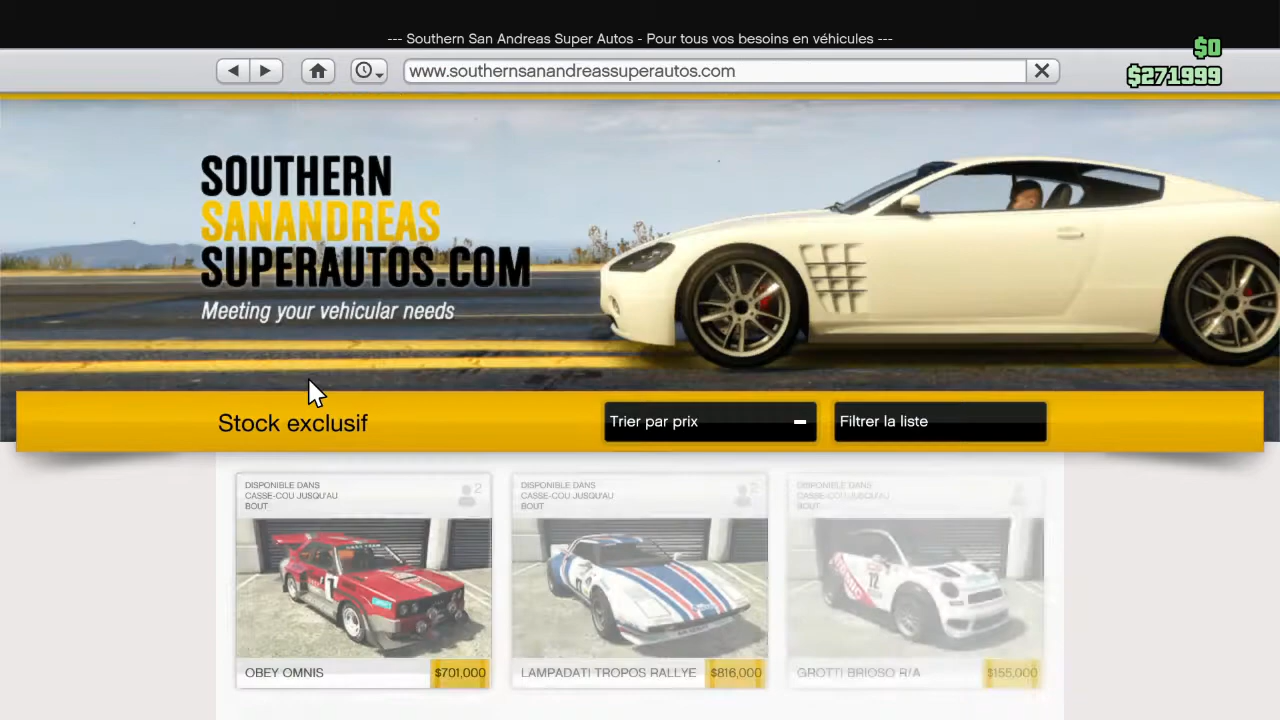 --- Southern San Andreas Super Autos - Pour tous vos besoins en véhicules ---
$0
www.southernsanandreassuperautos.com
$271999
SOUTHERN
SANANDREAS
SUPERAUTOS.COM
Meeting your vehicular needs
Stock exclusif
Trier par prix
Filtrer la liste
DISPONIBLE DANS
CASSE-COU JUSQU'AU
BOUT
2
DISPONIBLE DANS
CASSE-COU JUSQU'AU
BOUT
2
DISPONIBLE DANS
CASSE-COU JUSQU'AU
BOUT
OBEY OMNIS
$701,000
LAMPADATI TROPOS RALLYE
$816,000
GROTTI BRIOSO R/A
$155,000